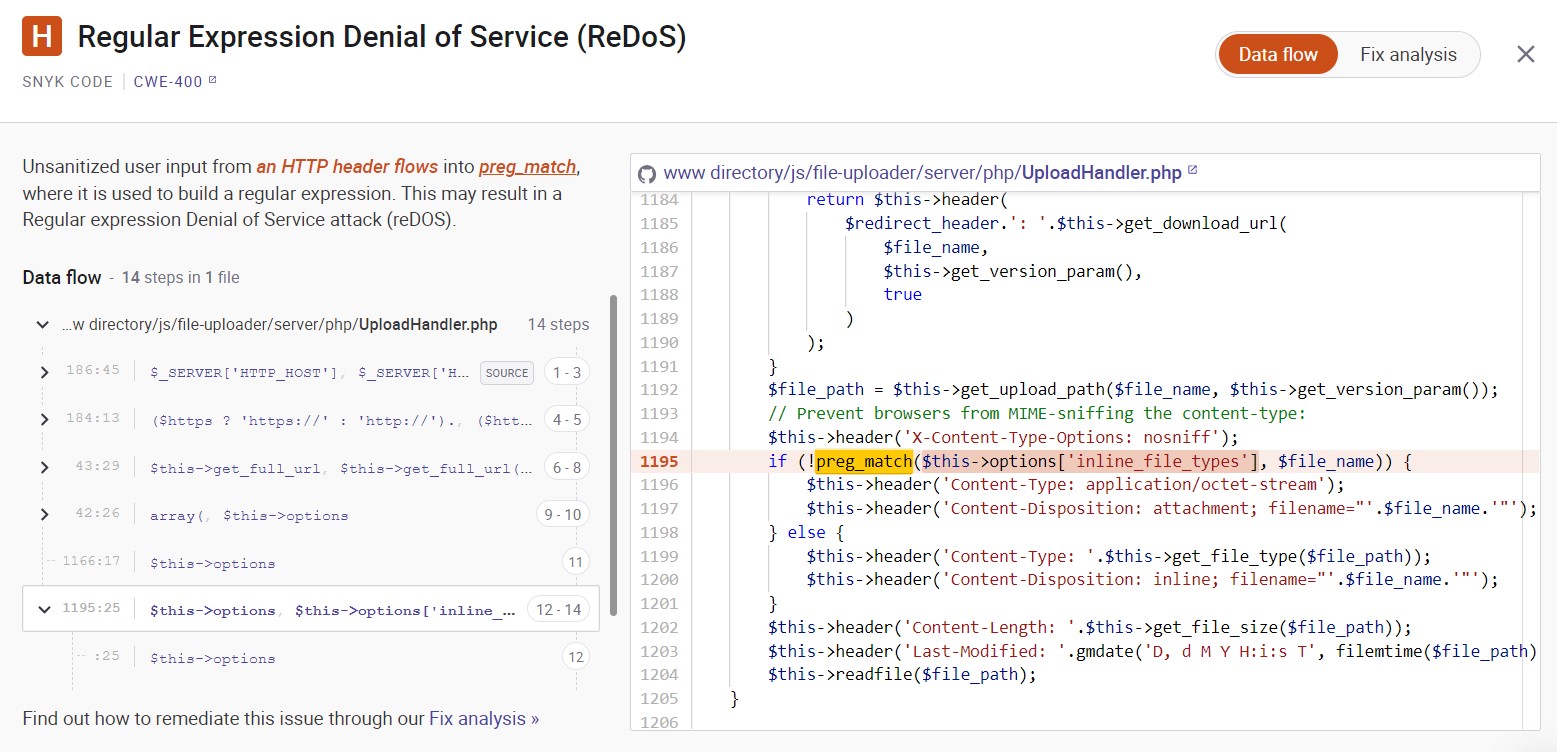 H Regular Expression Denial of Service (ReDoS)
SNYK CODE | CWE-400
Data flow Fix analysis
Unsanitized user input from an HTTP header flows into preg_match,
where it is used to build a regular expression. This may result in a
Regular expression Denial of Service attack (reDOS).
Data flow - 14 steps in 1 file
...w directory/js/file-uploader/server/php/UploadHandler.php 14 steps
186:45 $_SERVER['HTTP_HOST'], $_SERVER['H... SOURCE 1 - 3
184:13 ($https ? 'https://' : 'http://')., ($htt... 4 - 5
43:29 $this->get_full_url, $this->get_full_url(... 6 - 8
42:26 array(, $this->options 9 - 10
1166:17 $this->options 11
1195:25 $this->options, $this->options['inline_... 12 - 14
:25 $this->options 12
Find out how to remediate this issue through our Fix analysis »
www directory/js/file-uploader/server/php/UploadHandler.php
1184 return $this->header(
1185 $redirect_header.': '.$this->get_download_url(
1186 $file_name,
1187 $this->get_version_param(),
1188 true
1189 )
1190 );
1191 }
1192 $file_path = $this->get_upload_path($file_name, $this->get_version_param());
1193 // Prevent browsers from MIME-sniffing the content-type:
1194 $this->header('X-Content-Type-Options: nosniff');
1195 if (!preg_match($this->options['inline_file_types'], $file_name)) {
1196 $this->header('Content-Type: application/octet-stream');
1197 $this->header('Content-Disposition: attachment; filename="'.$file_name.'"');
1198 } else {
1199 $this->header('Content-Type: '.$this->get_file_type($file_path));
1200 $this->header('Content-Disposition: inline; filename="'.$file_name.'"');
1201 }
1202 $this->header('Content-Length: '.$this->get_file_size($file_path));
1203 $this->header('Last-Modified: '.gmdate('D, d M Y H:i:s T', filemtime($file_path)
1204 $this->readfile($file_path);
1205 }
1206